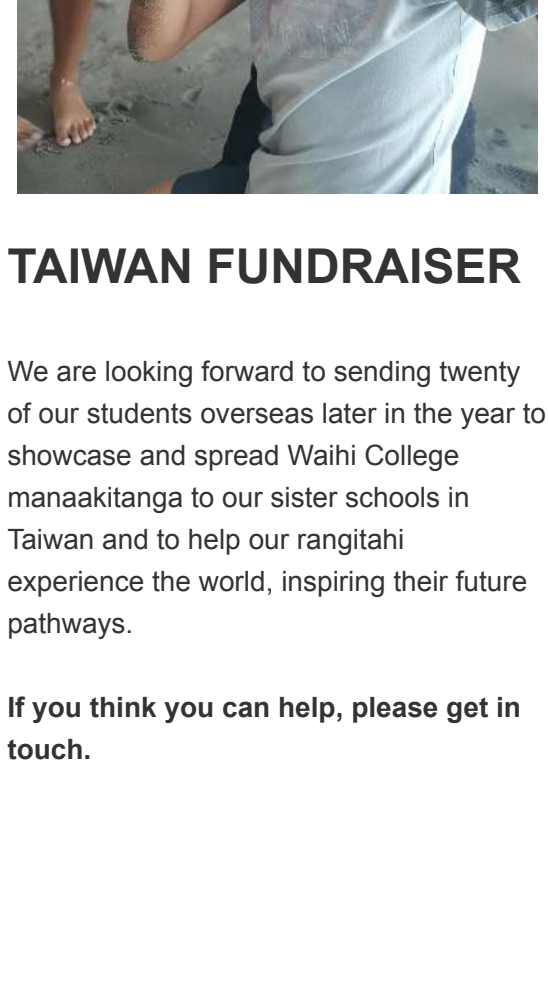 TAIWAN FUNDRAISER
We are looking forward to sending twenty
of our students overseas later in the year to
showcase and spread Waihi College
manaakitanga to our sister schools in
Taiwan and to help our rangitahi
experience the world, inspiring their future
pathways.
If you think you can help, please get in
touch.